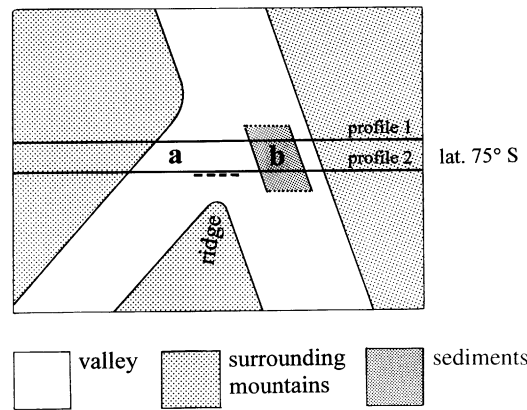 profile 1
a
b
profile 2
lat. 75° S
ridge
valley
surrounding
mountains
sediments